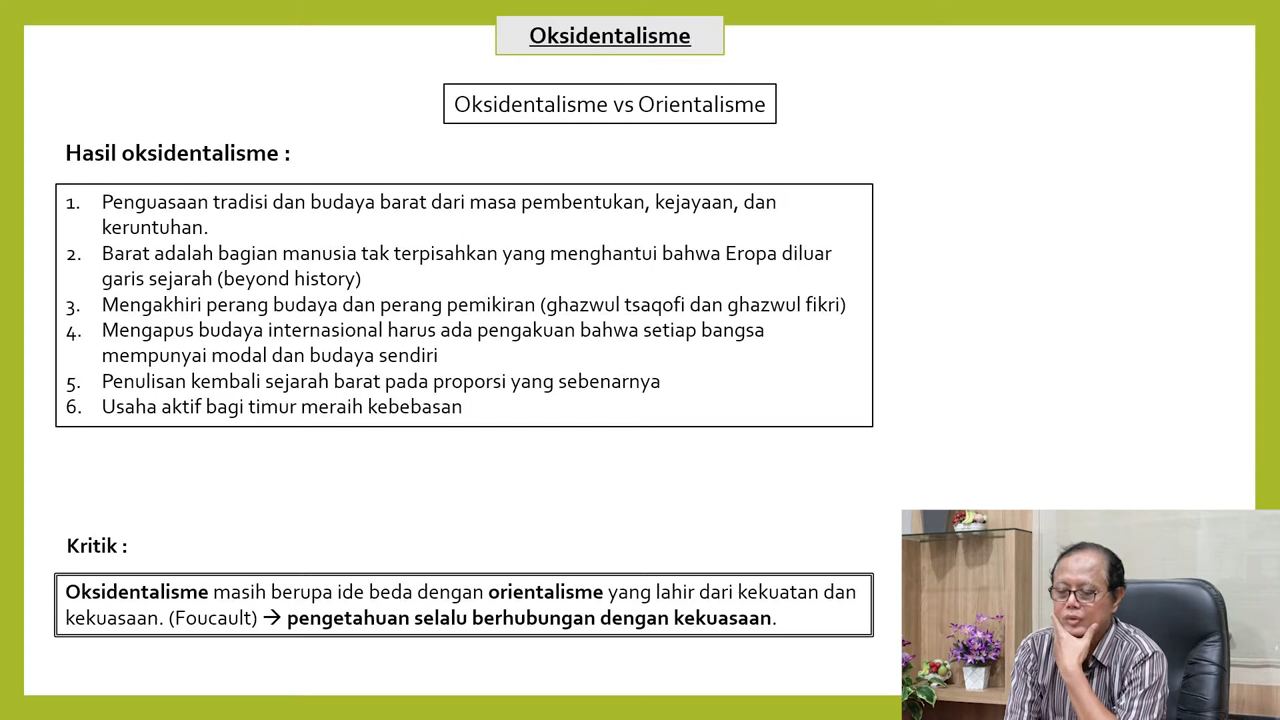 Oksidentalisme
Oksidentalisme vs Orientalisme
Hasil oksidentalisme :
1. Penguasaan tradisi dan budaya barat dari masa pembentukan, kejayaan, dan
keruntuhan.
2. Barat adalah bagian manusia tak terpisahkan yang menghantui bahwa Eropa diluar
garis sejarah (beyond history)
3. Mengakhiri perang budaya dan perang pemikiran (ghazwul tsaqofi dan ghazwul fikri)
4. Mengapus budaya internasional harus ada pengakuan bahwa setiap bangsa
mempunyai modal dan budaya sendiri
5. Penulisan kembali sejarah barat pada proporsi yang sebenarnya
6. Usaha aktif bagi timur meraih kebebasan
Kritik :
Oksidentalisme masih berupa ide beda dengan orientalisme yang lahir dari kekuatan dan
kekuasaan. (Foucault) → pengetahuan selalu berhubungan dengan kekuasaan.